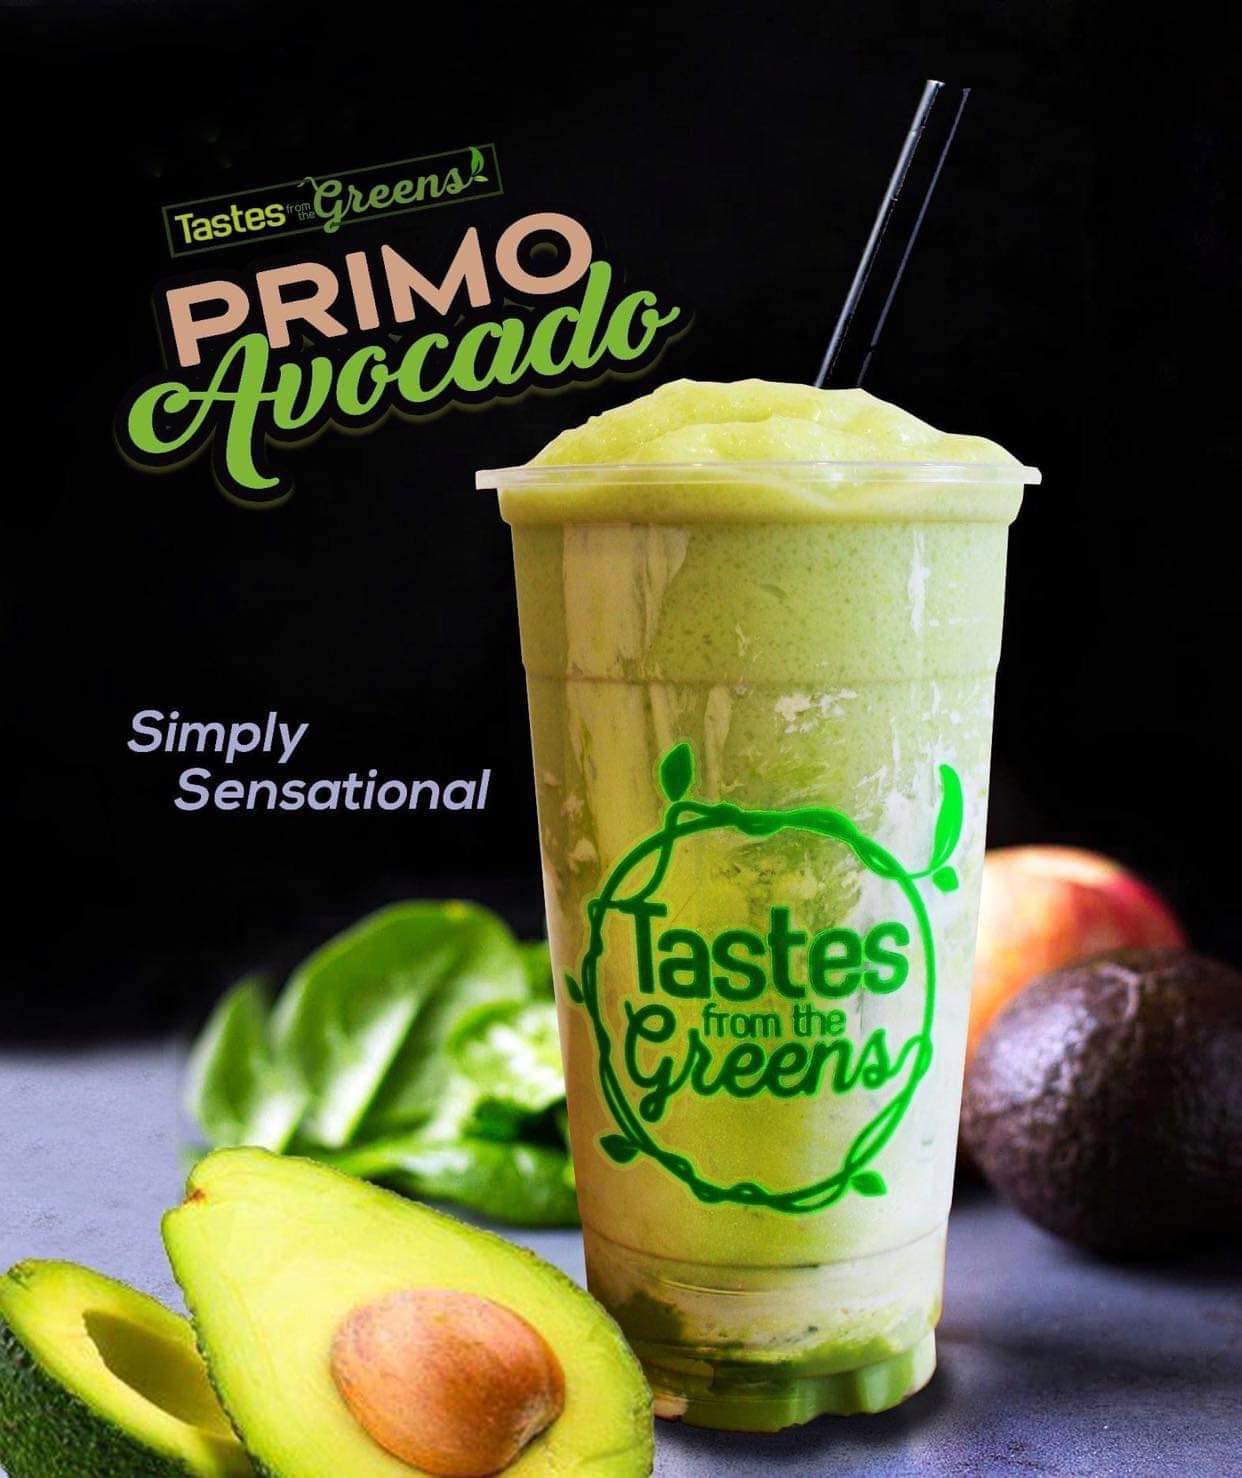 Tastes from the Greens
PRIMO
Avocado
Simply
Sensational
Tastes
from the
Greens